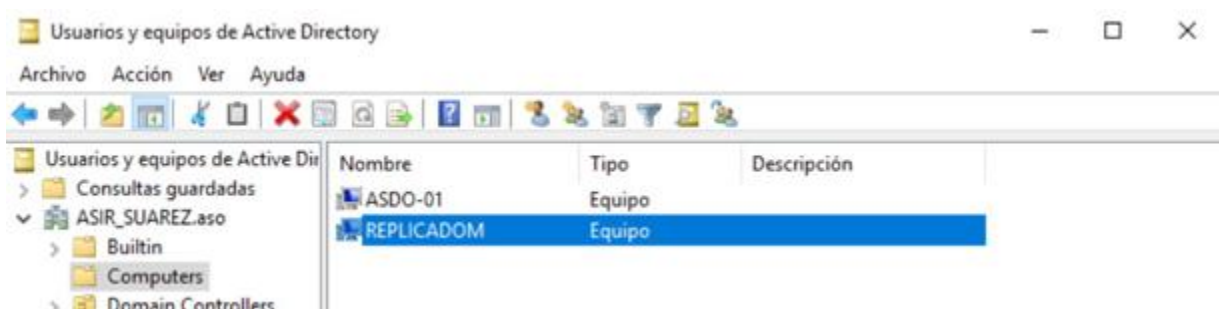 Usuarios y equipos de Active Directory
Archivo Acción Ver Ayuda
Usuarios y equipos de Active Dir
Nombre Tipo Descripción
Consultas guardadas
ASDO-01 Equipo
ASIR_SUAREZ.aso
REPLICADOM Equipo
Builtin
Computers
Domain Controllers